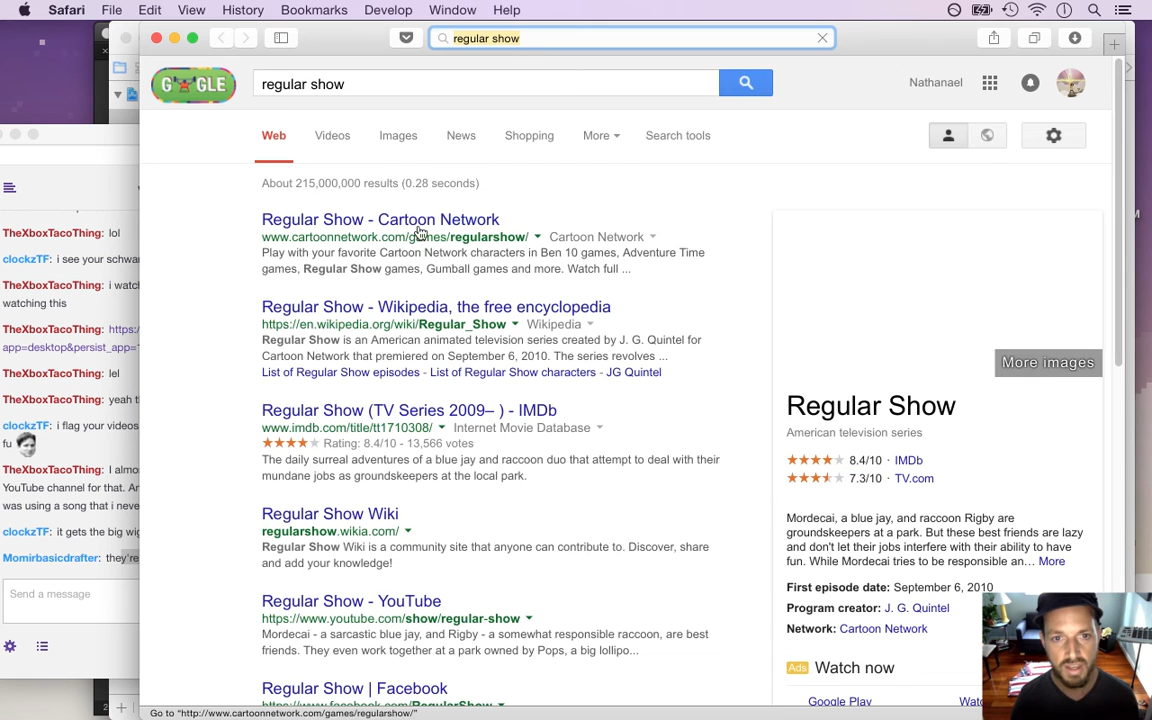 Safari File Edit View History Bookmarks Develop Window Help
regular show
GOOGLE
regular show
Nathanael
Web Videos Images News Shopping More Search tools
About 215,000,000 results (0.28 seconds)
Regular Show - Cartoon Network
www.cartoonnetwork.com/games/regularshow/ Cartoon Network
Play with your favorite Cartoon Network characters in Ben 10 games, Adventure Time
games, Regular Show games, Gumball games and more. Watch full ...
Regular Show - Wikipedia, the free encyclopedia
https://en.wikipedia.org/wiki/Regular_Show Wikipedia
Regular Show is an American animated television series created by J. G. Quintel for
Cartoon Network that premiered on September 6, 2010. The series revolves ...
List of Regular Show episodes - List of Regular Show characters - JG Quintel
Regular Show (TV Series 2009– ) - IMDb
www.imdb.com/title/tt1710308/ Internet Movie Database
Rating: 8.4/10 - 13,566 votes
The daily surreal adventures of a blue jay and raccoon duo that attempt to deal with their
mundane jobs as groundskeepers at the local park.
Regular Show Wiki
regularshow.wikia.com/
Regular Show Wiki is a community site that anyone can contribute to. Discover, share
and add your knowledge!
Regular Show - YouTube
https://www.youtube.com/show/regular-show
Mordecai - a sarcastic blue jay, and Rigby - a somewhat responsible raccoon, are best
friends. They even work together at a park owned by Pops, a big lollipo...
Regular Show | Facebook
https://www.facebook.com/RegularShow
Go to "http://www.cartoonnetwork.com/games/regularshow/"
More images
Regular Show
American television series
8.4/10 · IMDb
7.3/10 · TV.com
Mordecai, a blue jay, and raccoon Rigby are
groundskeepers at a park. But these best friends are lazy
and don't let their jobs interfere with their ability to have
fun. While Mordecai tries to be responsible an... More
First episode date: September 6, 2010
Program creator: J. G. Quintel
Network: Cartoon Network
Ads Watch now
Google Play
TheXboxTacoThing: lol
clockzTF: i see your
TheXboxTacoThing: i
watching this
TheXboxTacoThing: https:
app=desktop&persist_app=
TheXboxTacoThing: lel
TheXboxTacoThing: yeah
clockzTF: i flag your videos
fu
TheXboxTacoThing: I
YouTube channel for that.
was using a song that i
clockzTF: it gets the big
Momirbasicdrafter: they're
Send a message